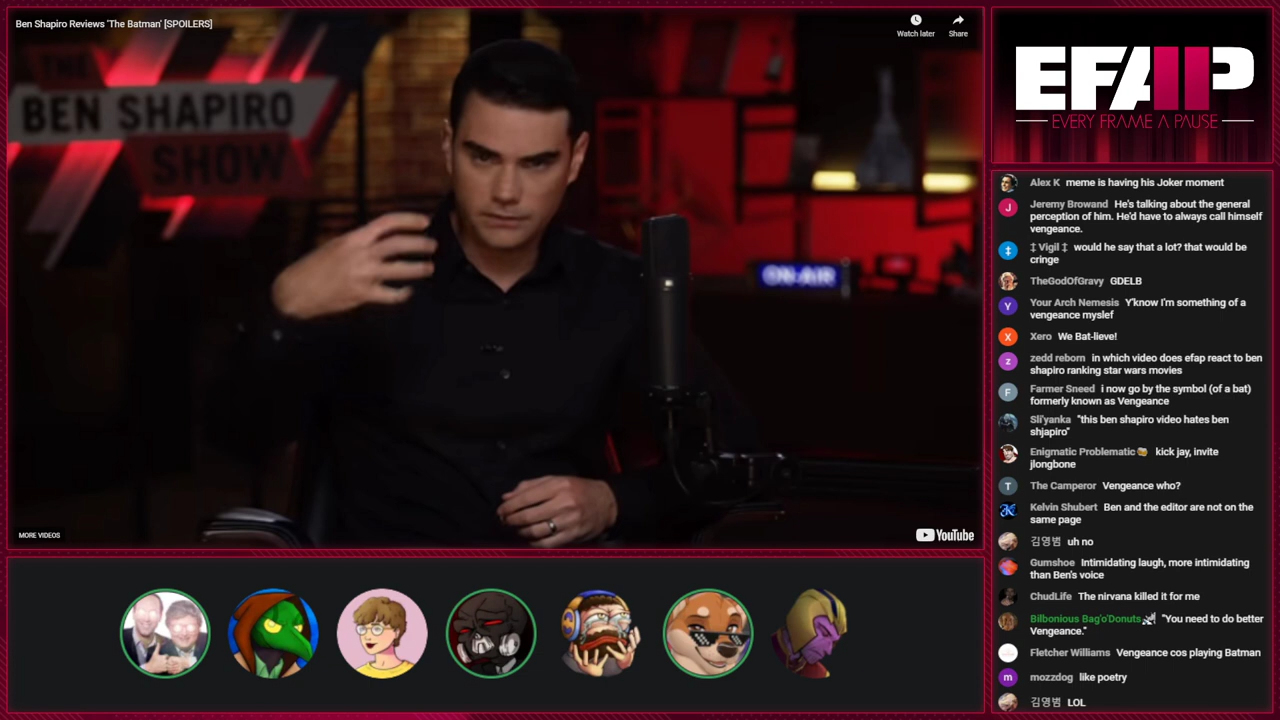 Ben Shapiro Reviews 'The Batman' [SPOILERS]
Watch later
Share
THE
BEN SHAPIRO
SHOW
ON-AIR
MORE VIDEOS
YouTube
EFAP
EVERY FRAME A PAUSE
Alex K meme is having his Joker moment
Jeremy Browand He's talking about the general
perception of him. He'd have to always call himself
vengeance.
‡ Vigil ‡ would he say that a lot? that would be
cringe
TheGodOfGravy GDELB
Your Arch Nemesis Y'know I'm something of a
vengeance myslef
X
Xero We Bat-lieve!
zedd reborn in which video does efap react to ben
shapiro ranking star wars movies
Farmer Sneed i now go by the symbol (of a bat)
formerly known as Vengeance
Sli'yanka "this ben shapiro video hates ben
shjapiro"
Enigmatic Problematic kick jay, invite
jlongbone
The Camperor Vengeance who?
Kelvin Shubert Ben and the editor are not on the
same page
김영범 uh no
Gumshoe Intimidating laugh, more intimidating
than Ben's voice
ChudLife The nirvana killed it for me
Bilbonious Bag'o'Donuts "You need to do better
Vengeance."
Fletcher Williams Vengeance cos playing Batman
mozzdog like poetry
김영범 LOL